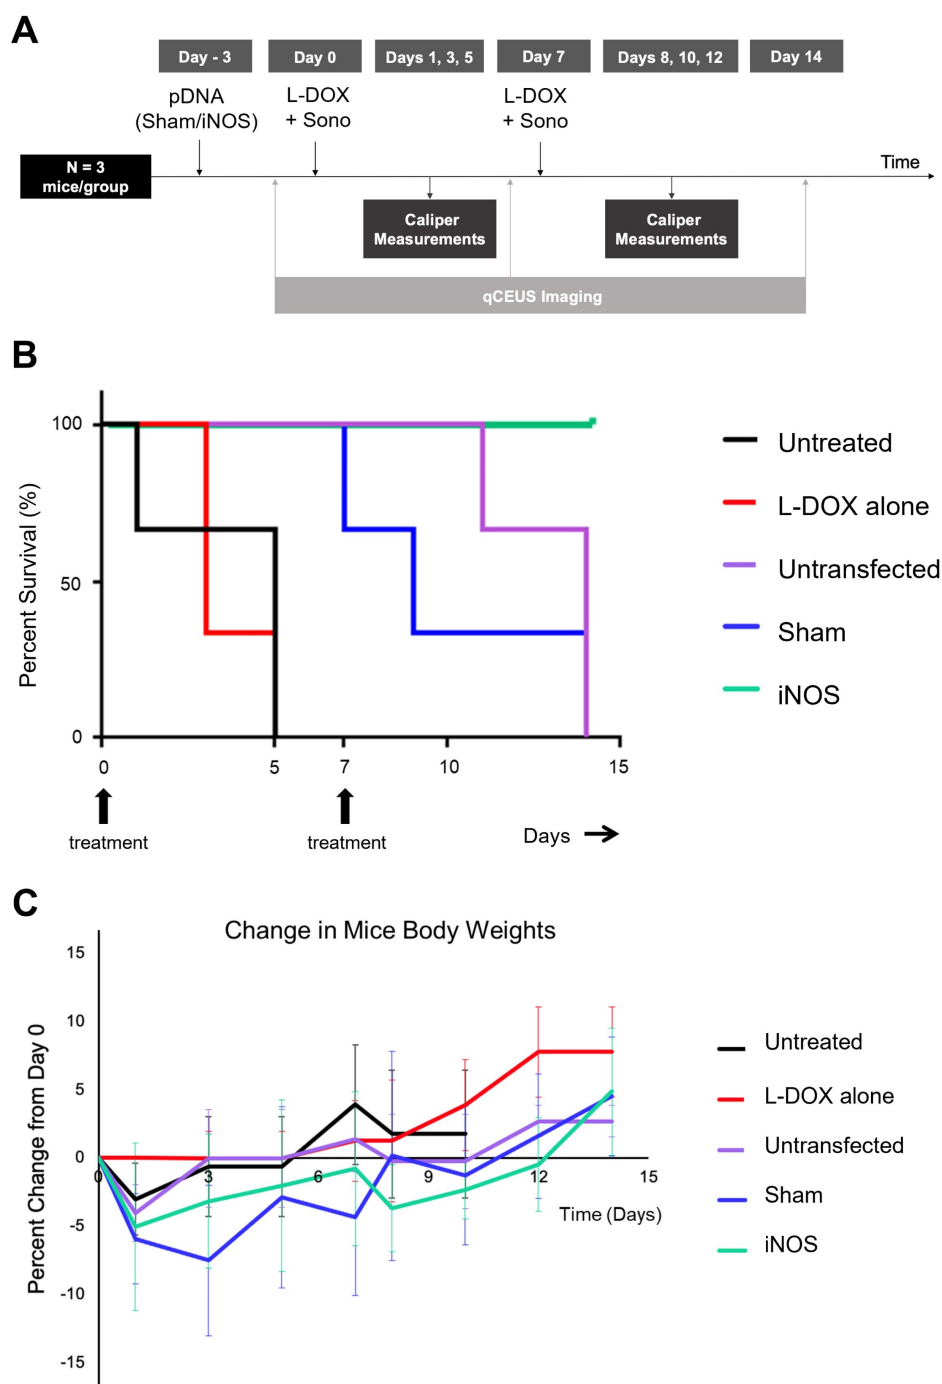 A
Day - 3
Day 0
Days 1, 3, 5
Day 7
Days 8, 10, 12
Day 14
pDNA
(Sham/iNOS)
L-DOX
+ Sono
L-DOX
+ Sono
N = 3
mice/group
Time
Caliper
Measurements
Caliper
Measurements
qCEUS Imaging
B
Percent Survival (%)
100
50
0
0
5
7
10
15
treatment
treatment
Days
Untreated
L-DOX alone
Untransfected
Sham
iNOS
C
Change in Mice Body Weights
Percent Change from Day 0
15
10
5
0
-5
-10
-15
0
3
6
9
12
15
Time (Days)
Untreated
L-DOX alone
Untransfected
Sham
iNOS